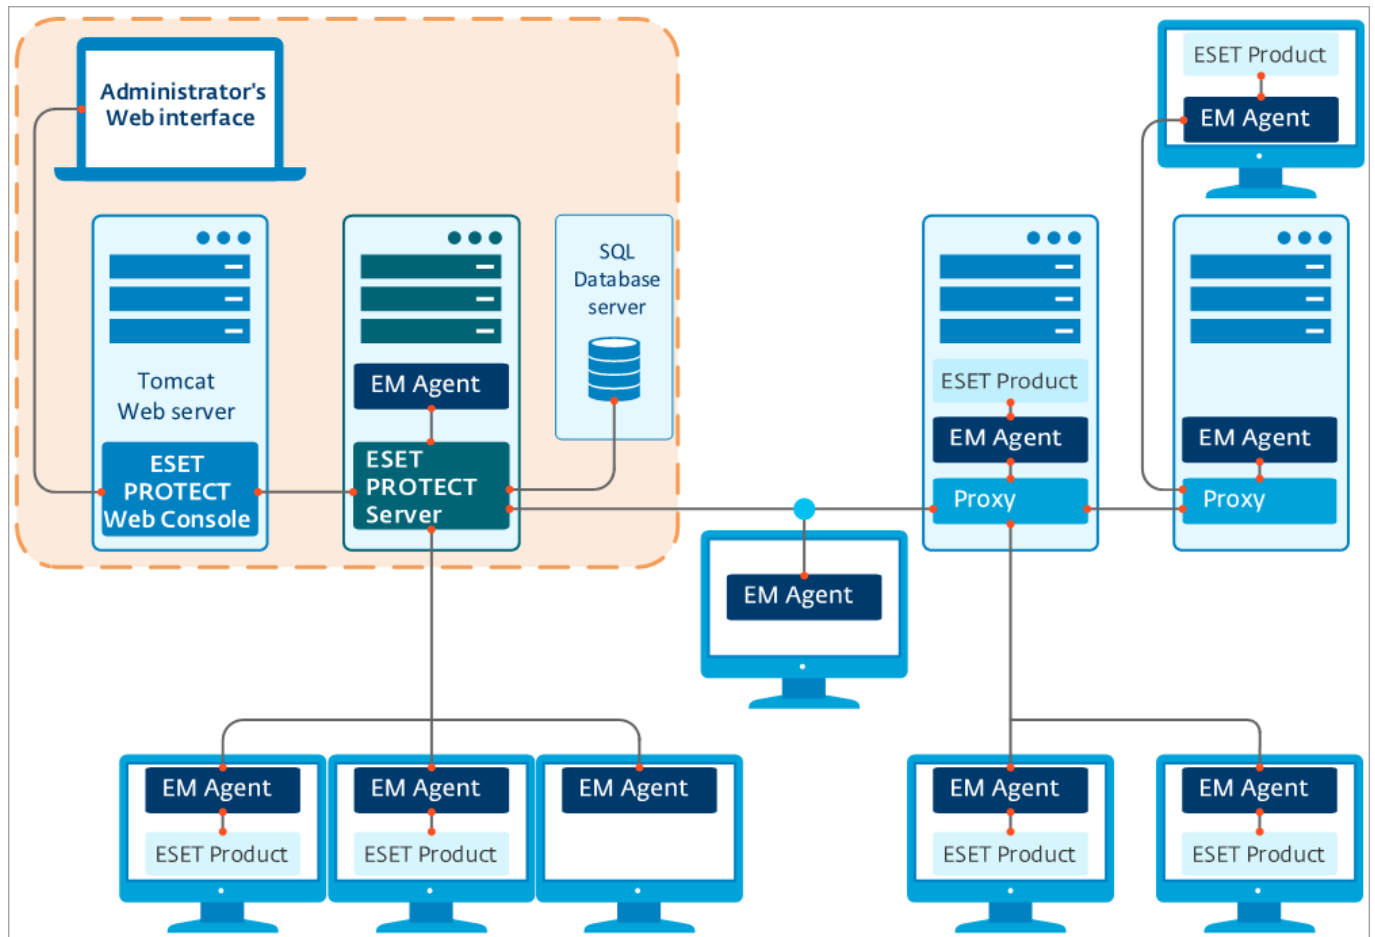 Administrator's
Web interface
ESET Product
EM Agent
Tomcat
Web server
ESET
PROTECT
Web Console
EM Agent
ESET
PROTECT
Server
SQL
Database
server
ESET Product
EM Agent
Proxy
EM Agent
Proxy
EM Agent
EM Agent
ESET Product
EM Agent
ESET Product
EM Agent
EM Agent
ESET Product
EM Agent
ESET Product